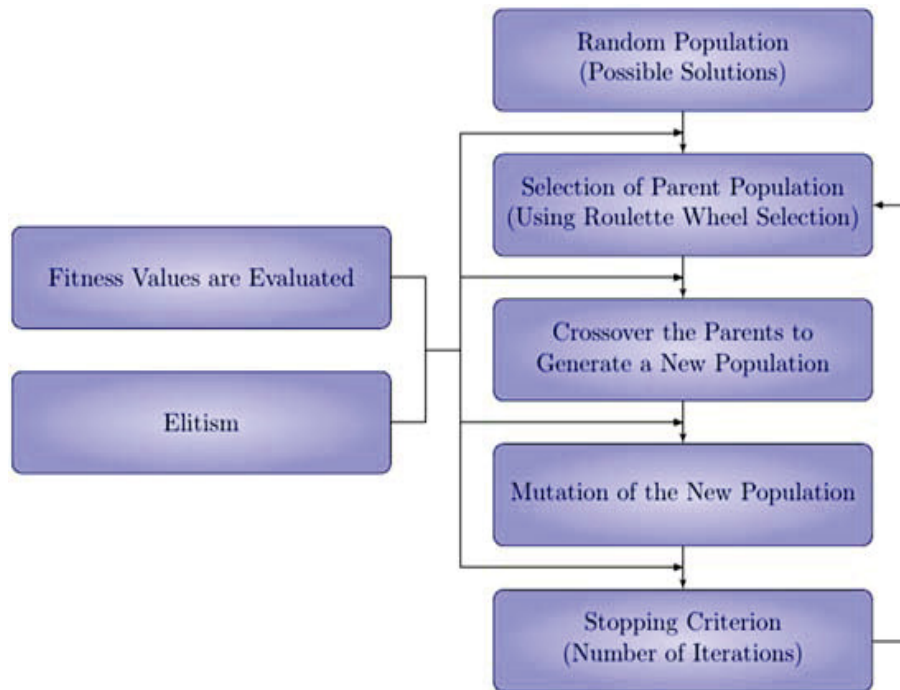 Random Population
(Possible Solutions)
Selection of Parent Population
(Using Roulette Wheel Selection)
Fitness Values are Evaluated
Crossover the Parents to
Generate a New Population
Elitism
Mutation of the New Population
Stopping Criterion
(Number of Iterations)